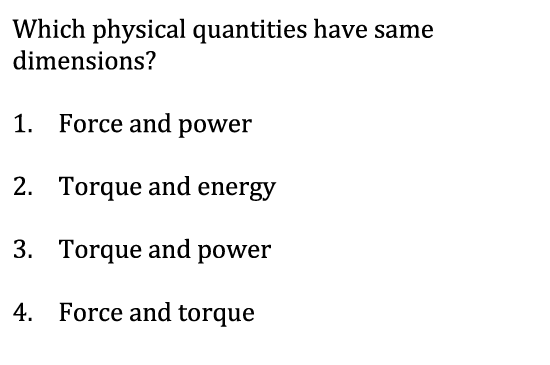 Which physical quantities have same
dimensions?
1. Force and power
2. Torque and energy
3. Torque and power
4. Force and torque